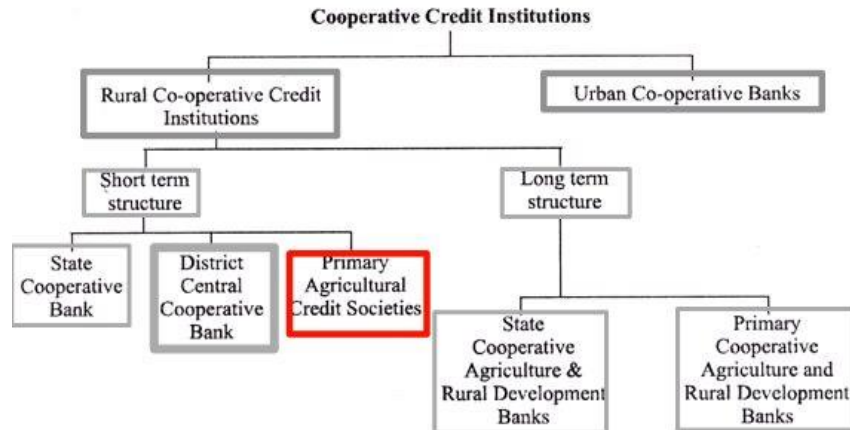 Cooperative Credit Institutions
Rural Co-operative Credit
Institutions
Urban Co-operative Banks
Short term
structure
Long term
structure
State
Cooperative
Bank
District
Central
Cooperative
Bank
Primary
Agricultural
Credit Societies
State
Cooperative
Agriculture &
Rural Development
Banks
Primary
Cooperative
Agriculture and
Rural Development
Banks